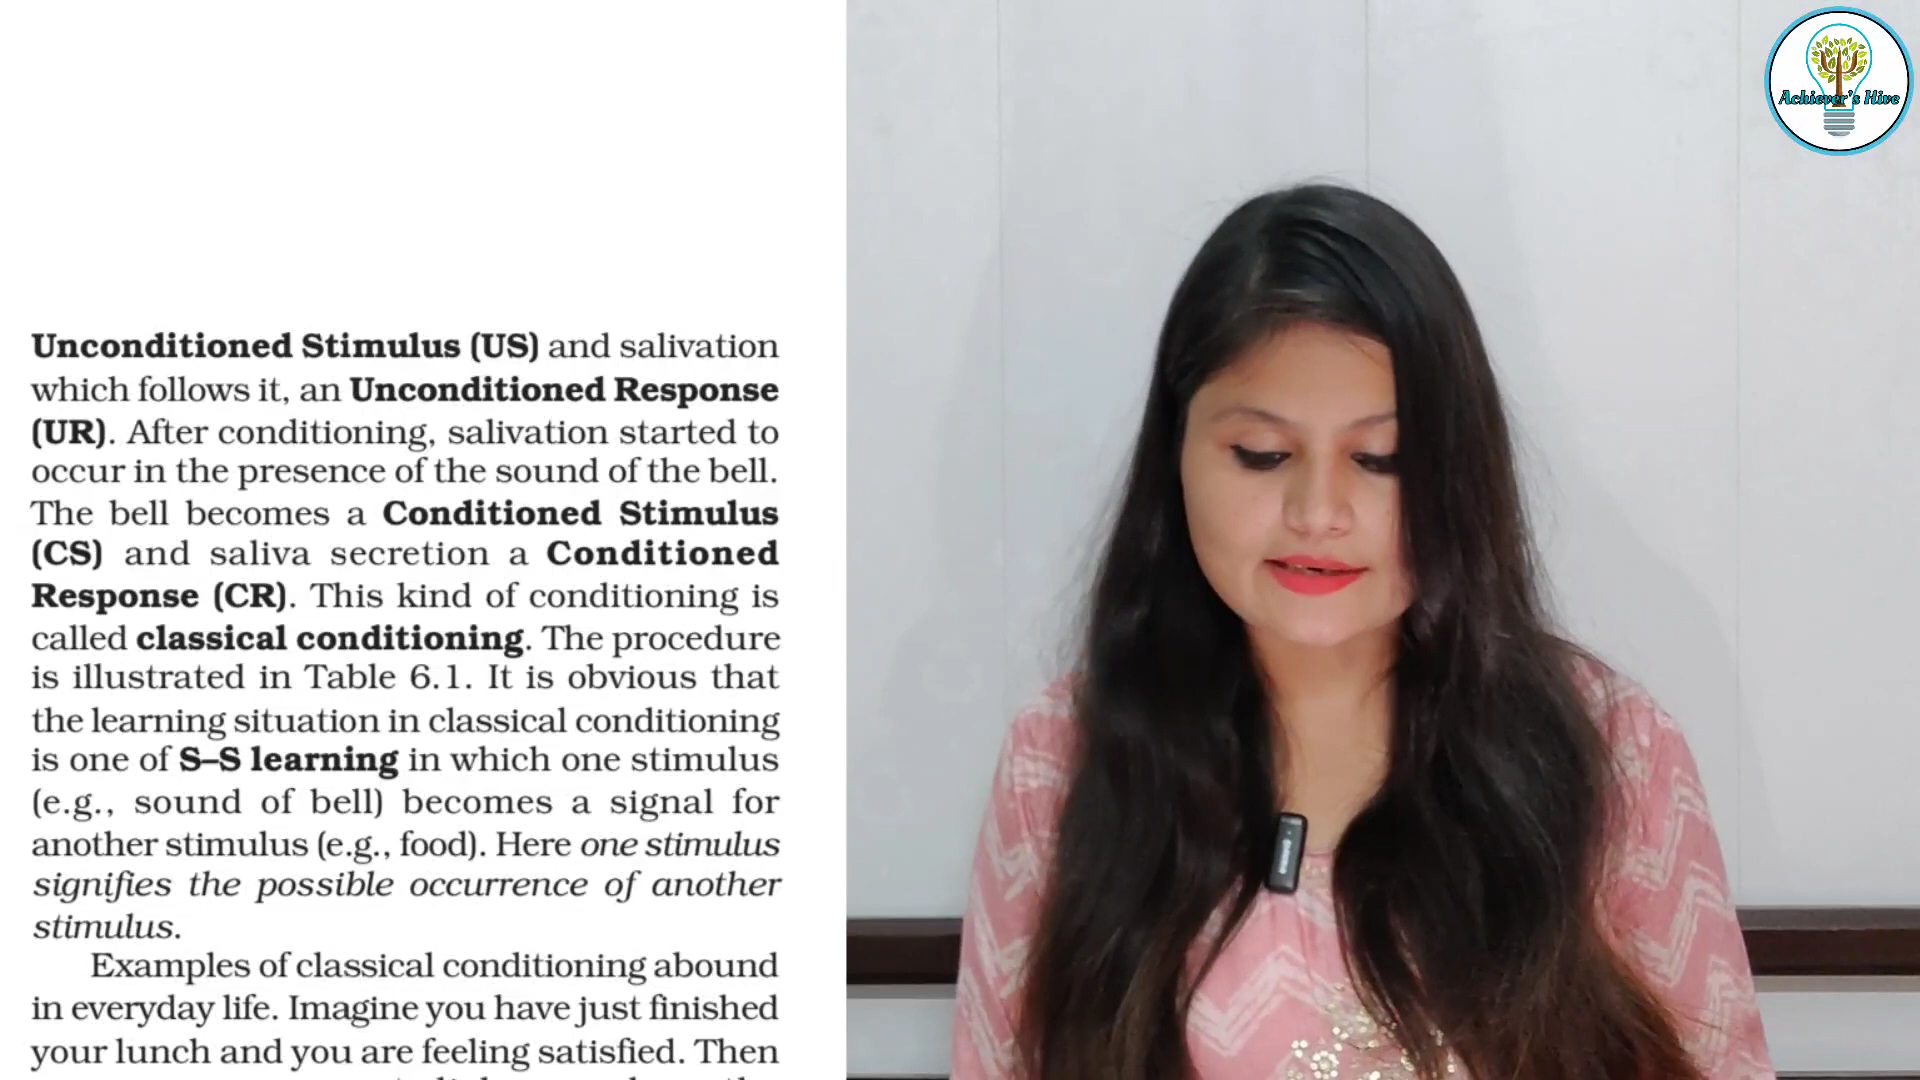 Achiever's Hive
Unconditioned Stimulus (US) and salivation
which follows it, an Unconditioned Response
(UR). After conditioning, salivation started to
occur in the presence of the sound of the bell.
The bell becomes a Conditioned Stimulus
(CS) and saliva secretion a Conditioned
Response (CR). This kind of conditioning is
called classical conditioning. The procedure
is illustrated in Table 6.1. It is obvious that
the learning situation in classical conditioning
is one of S–S learning in which one stimulus
(e.g., sound of bell) becomes a signal for
another stimulus (e.g., food). Here one stimulus
signifies the possible occurrence of another
stimulus.
Examples of classical conditioning abound
in everyday life. Imagine you have just finished
your lunch and you are feeling satisfied. Then